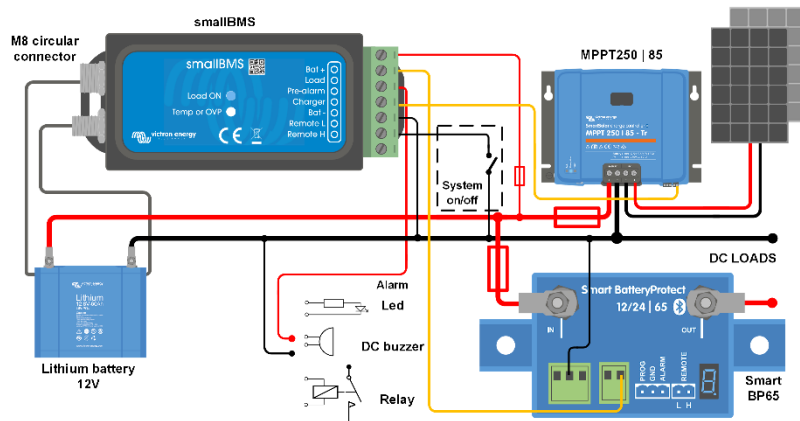 smallBMS
M8 circular
connector
smallBMS
Load ON
Temp or OVP
victron energy
CE
Bat +
Load
Pre-alarm
Charger
Bat -
Remote L
Remote H
System
on/off
MPPT250 | 85
MPPT 250 | 85 - Tr
DC LOADS
Lithium
Lithium battery
12V
Alarm
Led
DC buzzer
Relay
Smart BatteryProtect
12/24 | 65
IN
OUT
PROG
GND
ALARM
REMOTE
L H
Smart
BP65